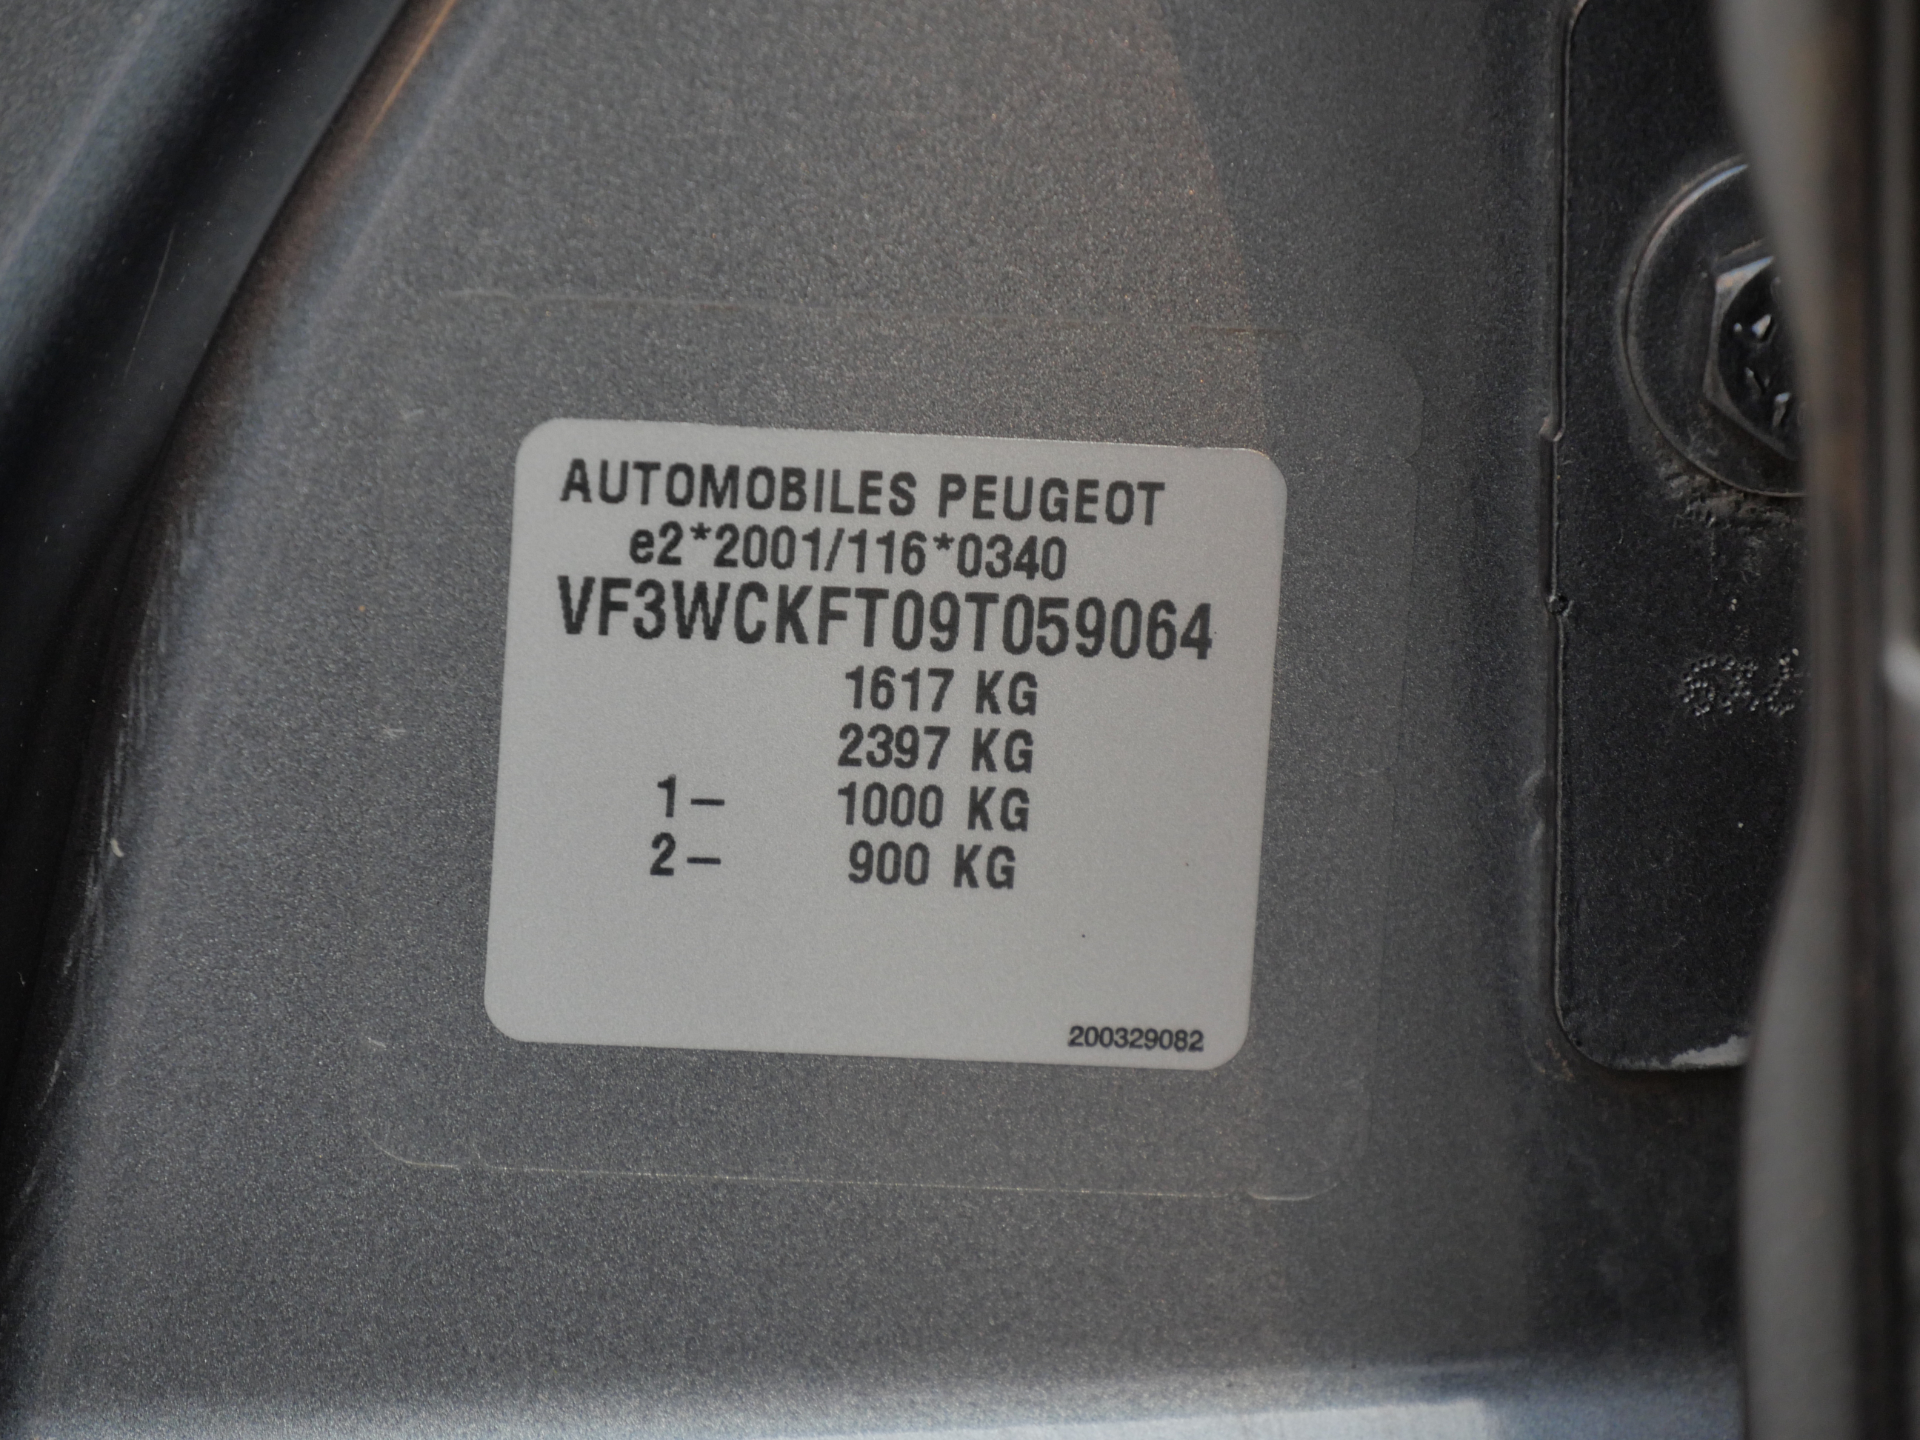 AUTOMOBILES PEUGEOT
e2*2001/116*0340
VF3WCKFT09T059064
1617 KG
2397 KG
1– 1000 KG
2– 900 KG
200329082